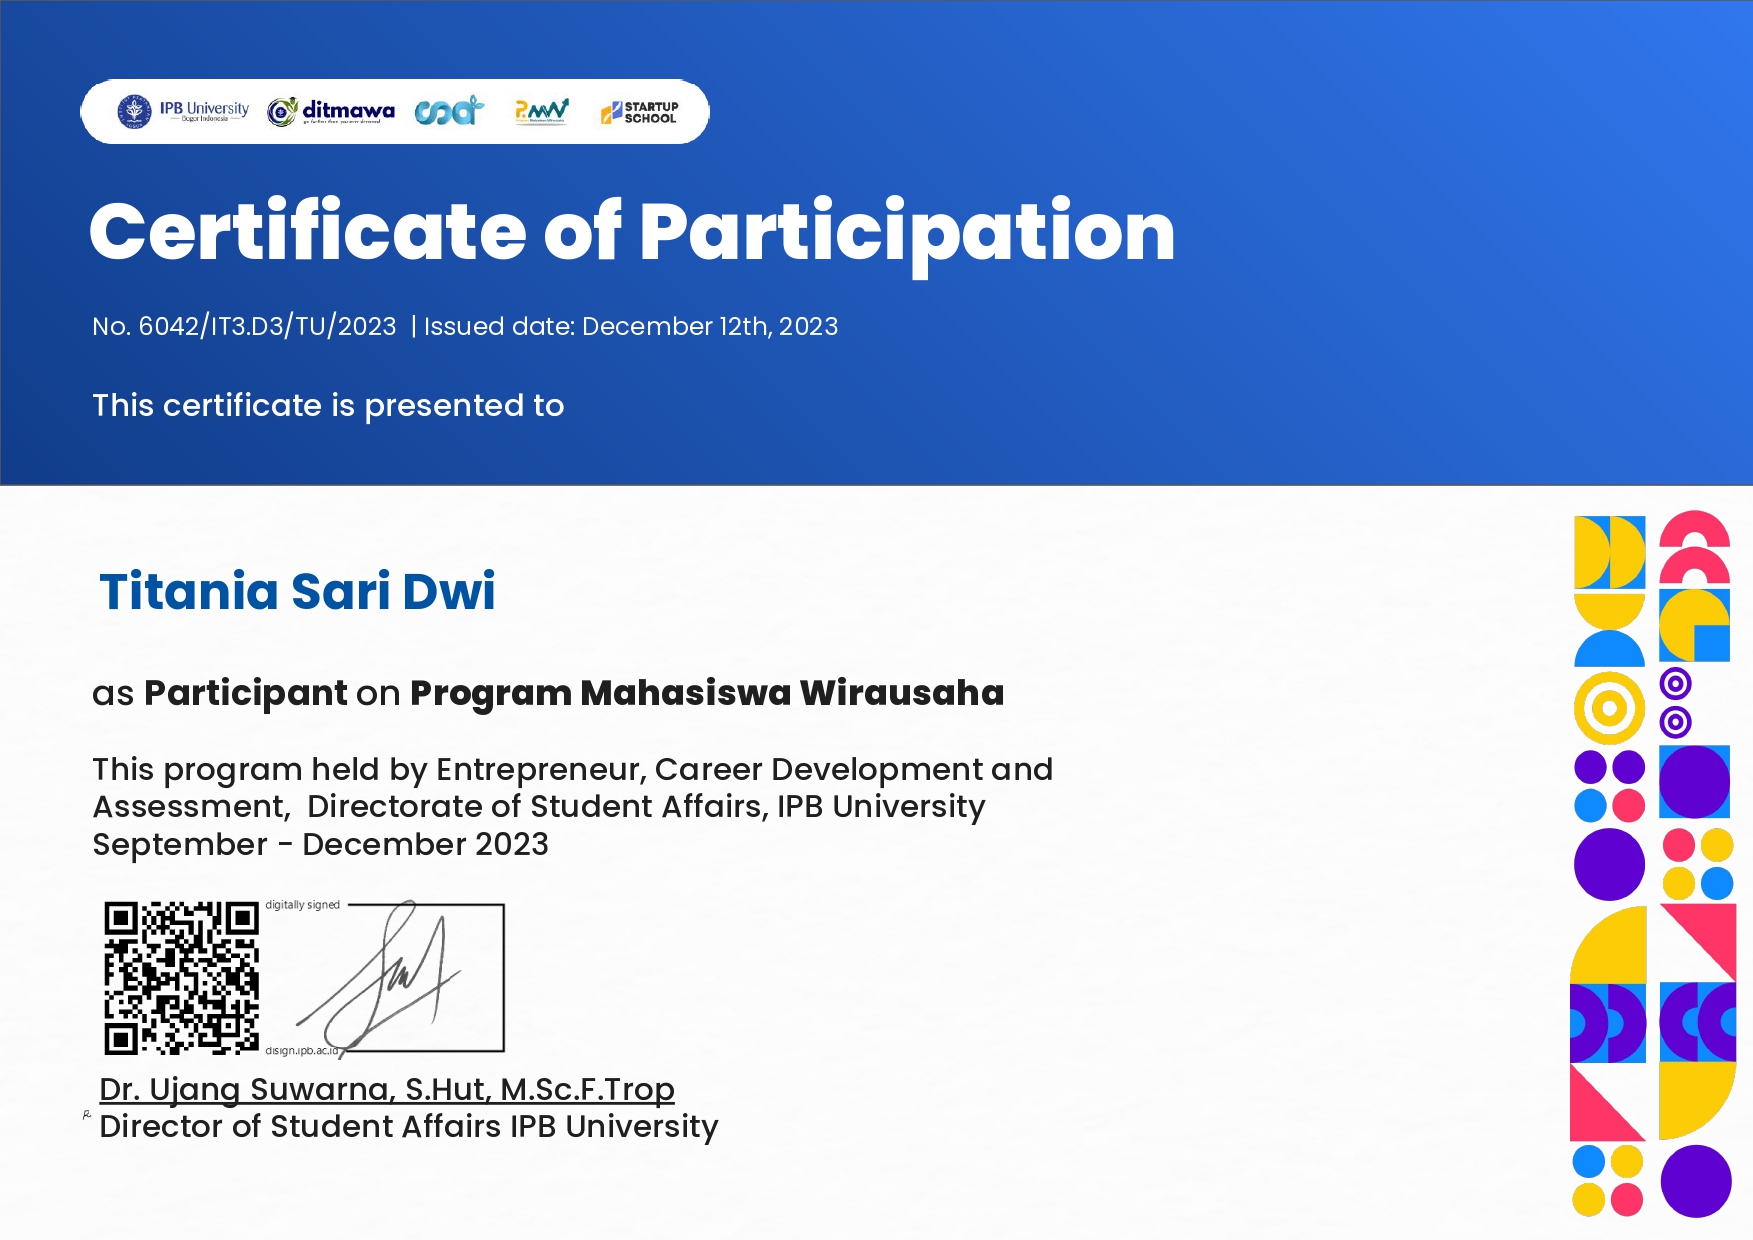 IPB University
Bogor Indonesia
ditmawa
STARTUP
SCHOOL
Certificate of Participation
No. 6042/IT3.D3/TU/2023 | Issued date: December 12th, 2023
This certificate is presented to
Titania Sari Dwi
as Participant on Program Mahasiswa Wirausaha
This program held by Entrepreneur, Career Development and
Assessment, Directorate of Student Affairs, IPB University
September - December 2023
digitally signed
disign.ipb.ac.id
Dr. Ujang Suwarna, S.Hut, M.Sc.F.Trop
Director of Student Affairs IPB University